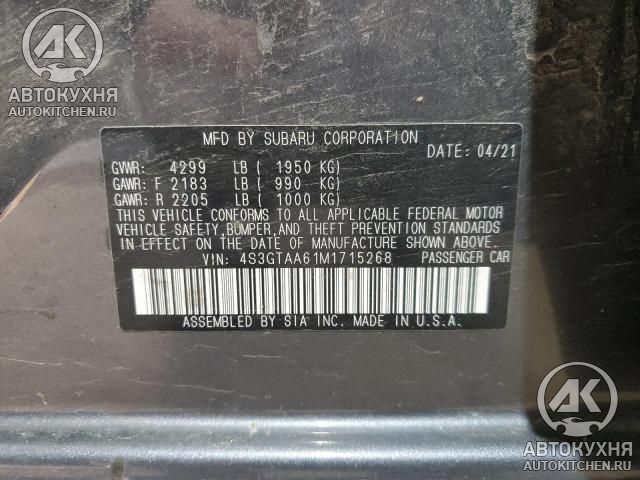 AK
АВТОКУХНЯ
AUTOKITCHEN.RU
MFD BY SUBARU CORPORATION
DATE: 04/21
GVWR: 4299 LB ( 1950 KG)
GAWR: F 2183 LB ( 990 KG)
GAWR: R 2205 LB ( 1000 KG)
THIS VEHICLE CONFORMS TO ALL APPLICABLE FEDERAL MOTOR
VEHICLE SAFETY,BUMPER,AND THEFT PREVENTION STANDARDS
IN EFFECT ON THE DATE OF MANUFACTURE SHOWN ABOVE.
VIN: 4S3GTAA61M1715268 PASSENGER CAR
ASSEMBLED BY SIA INC. MADE IN U.S.A.
AK
АВТОКУХНЯ
AUTOKITCHEN.RU